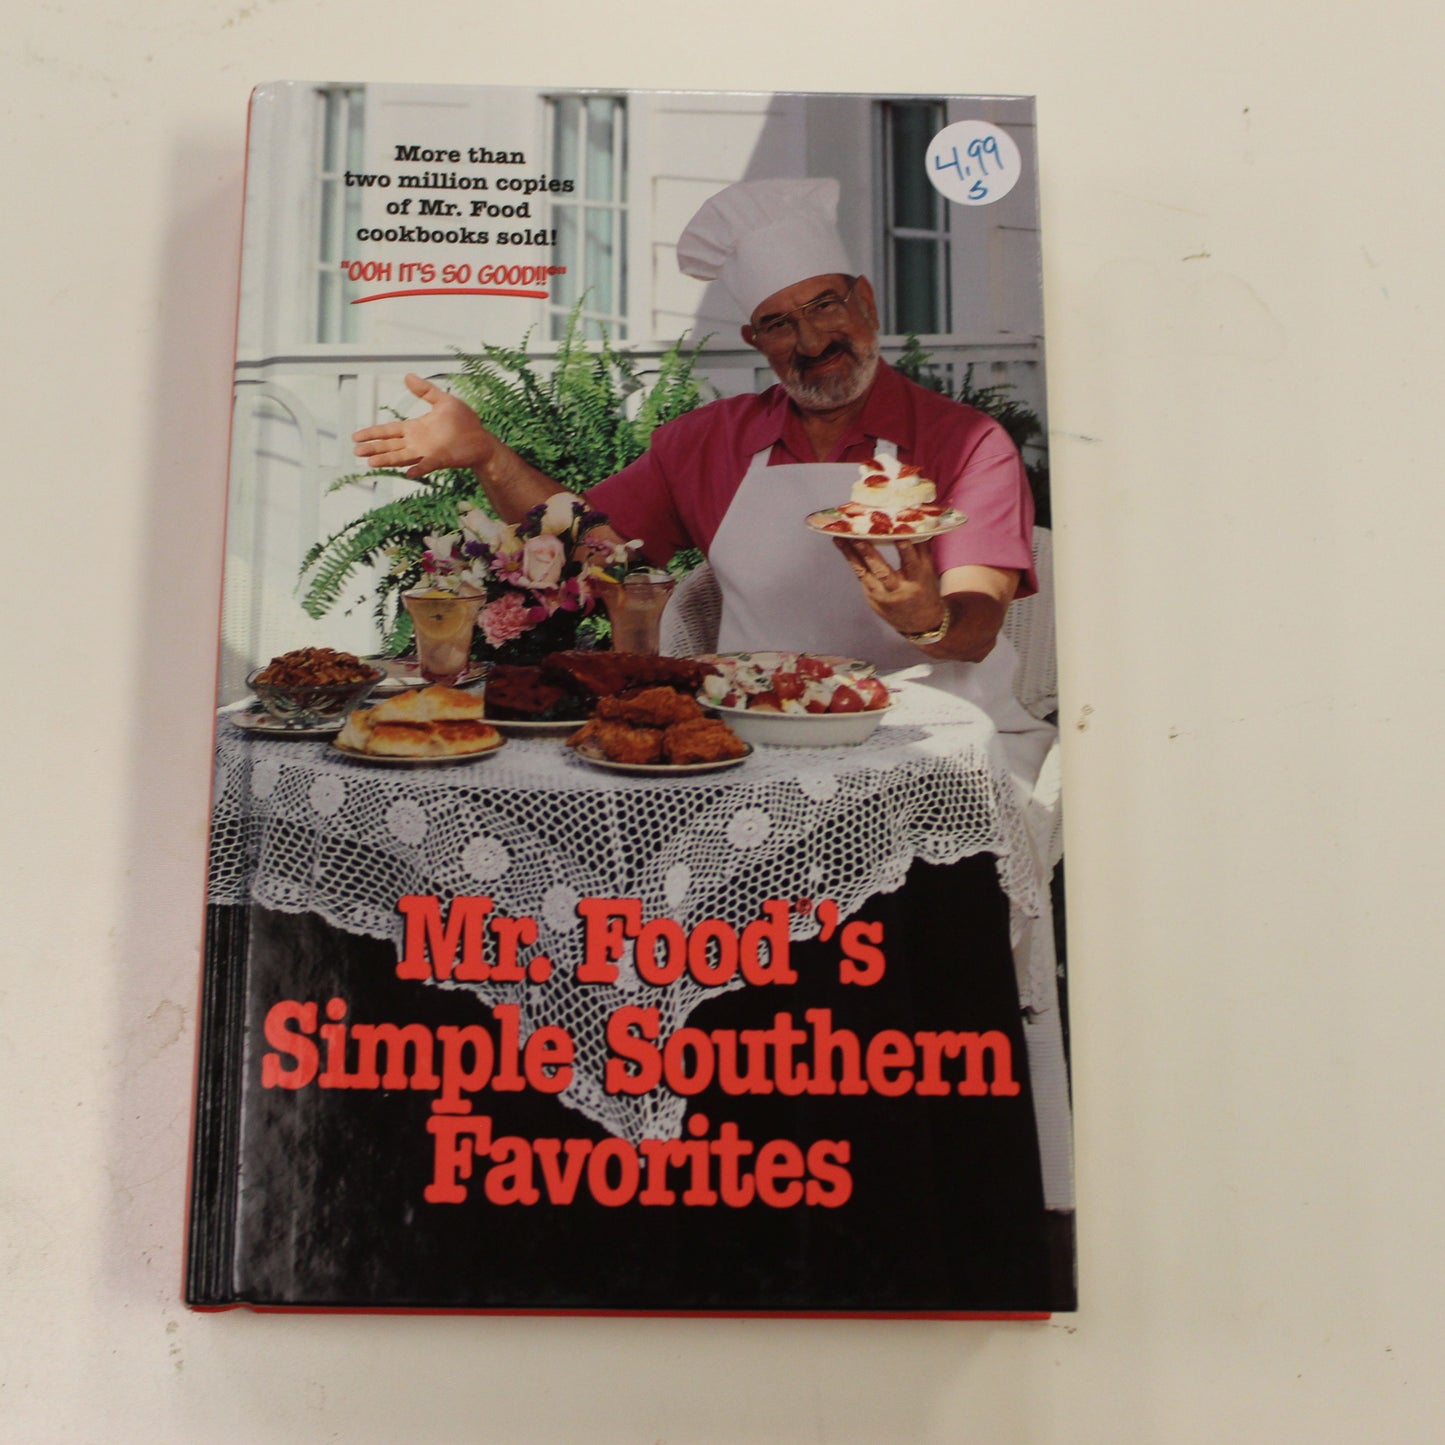 More than
two million copies
of Mr. Food
cookbooks sold!
"OOH IT'S SO GOOD!!®"
4.99
s
Mr. Food®'s
Simple Southern
Favorites